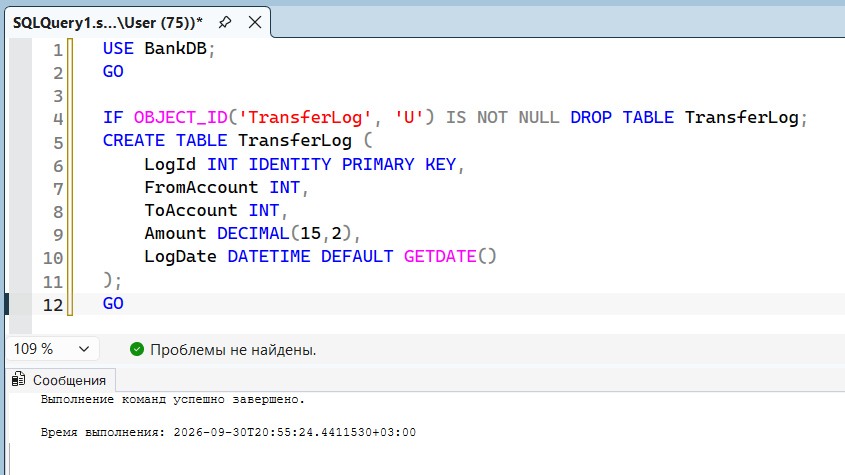 SQLQuery1.s...\User (75))*
1 USE BankDB;
2 GO
3
4 IF OBJECT_ID('TransferLog', 'U') IS NOT NULL DROP TABLE TransferLog;
5 CREATE TABLE TransferLog (
6 LogId INT IDENTITY PRIMARY KEY,
7 FromAccount INT,
8 ToAccount INT,
9 Amount DECIMAL(15,2),
10 LogDate DATETIME DEFAULT GETDATE()
11 );
12 GO
109 %
Проблемы не найдены.
Сообщения
Выполнение команд успешно завершено.
Время выполнения: 2026-09-30T20:55:24.4411530+03:00